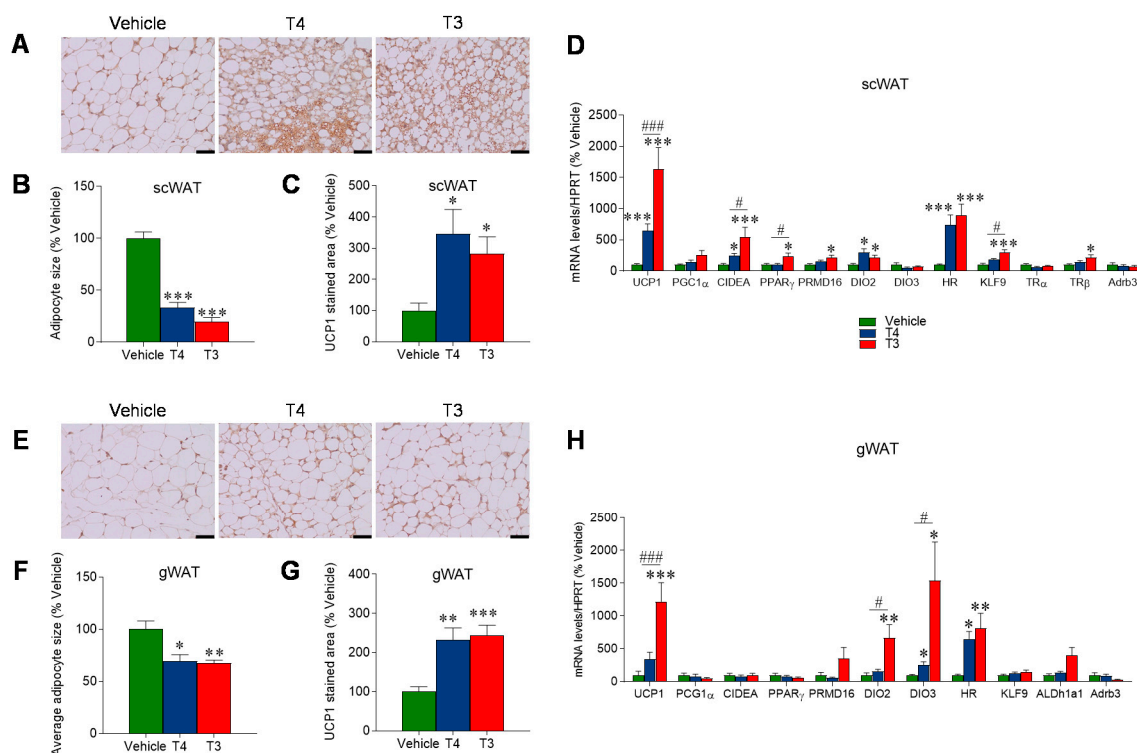 Vehicle T4 T3
A
B
scWAT
Adipocyte size (% Vehicle)
150
100
50
0
***
***
Vehicle T4 T3
C
scWAT
UCP1 stained area (% Vehicle)
500
400
300
200
100
0
*
*
Vehicle T4 T3
D
scWAT
mRNA levels/HPRT (% Vehicle)
2500
2000
1500
1000
500
0
###
***
***
#
***
*
#
*
*
*
*
***
***
#
***
*
UCP1 PGC1α CIDEA PPARγ PRMD16 DIO2 DIO3 HR KLF9 TRα TRβ Adrb3
Vehicle
T4
T3
Vehicle T4 T3
E
F
gWAT
Average adipocyte size (% Vehicle)
150
100
50
0
*
**
Vehicle T4 T3
G
gWAT
UCP1 stained area (% Vehicle)
400
300
200
100
0
**
***
Vehicle T4 T3
H
gWAT
mRNA levels/HPRT (% Vehicle)
2500
2000
1500
1000
500
0
###
***
#
**
#
*
*
*
**
UCP1 PCG1α CIDEA PPARγ PRMD16 DIO2 DIO3 HR KLF9 ALDh1a1 Adrb3